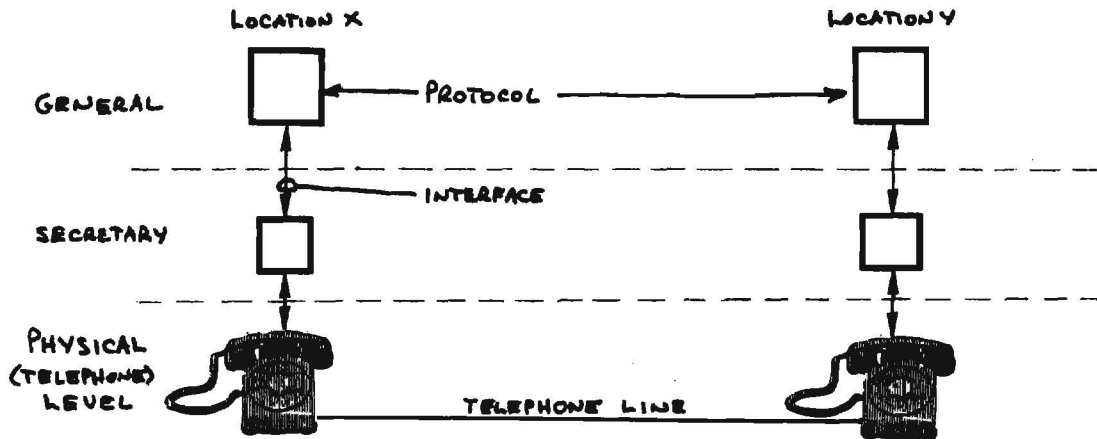 LOCATION X
LOCATION Y
GENERAL
PROTOCOL
INTERFACE
SECRETARY
PHYSICAL
(TELEPHONE)
LEVEL
TELEPHONE LINE